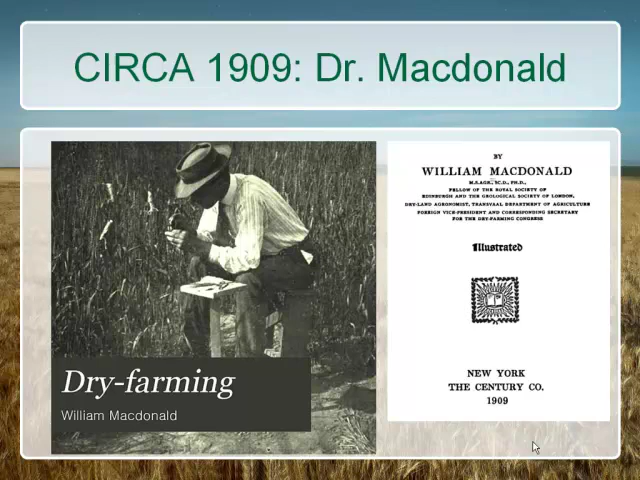 CIRCA 1909: Dr. Macdonald
Dry-farming
William Macdonald
BY
WILLIAM MACDONALD
M.S.AGR., SC.D., PH.D.,
FELLOW OF THE ROYAL SOCIETY OF
EDINBURGH AND THE GEOLOGICAL SOCIETY OF LONDON,
DRY-LAND AGRONOMIST, TRANSVAAL DEPARTMENT OF AGRICULTURE
FOREIGN VICE-PRESIDENT AND CORRESPONDING SECRETARY
FOR THE DRY-FARMING CONGRESS
Illustrated
NEW YORK
THE CENTURY CO.
1909